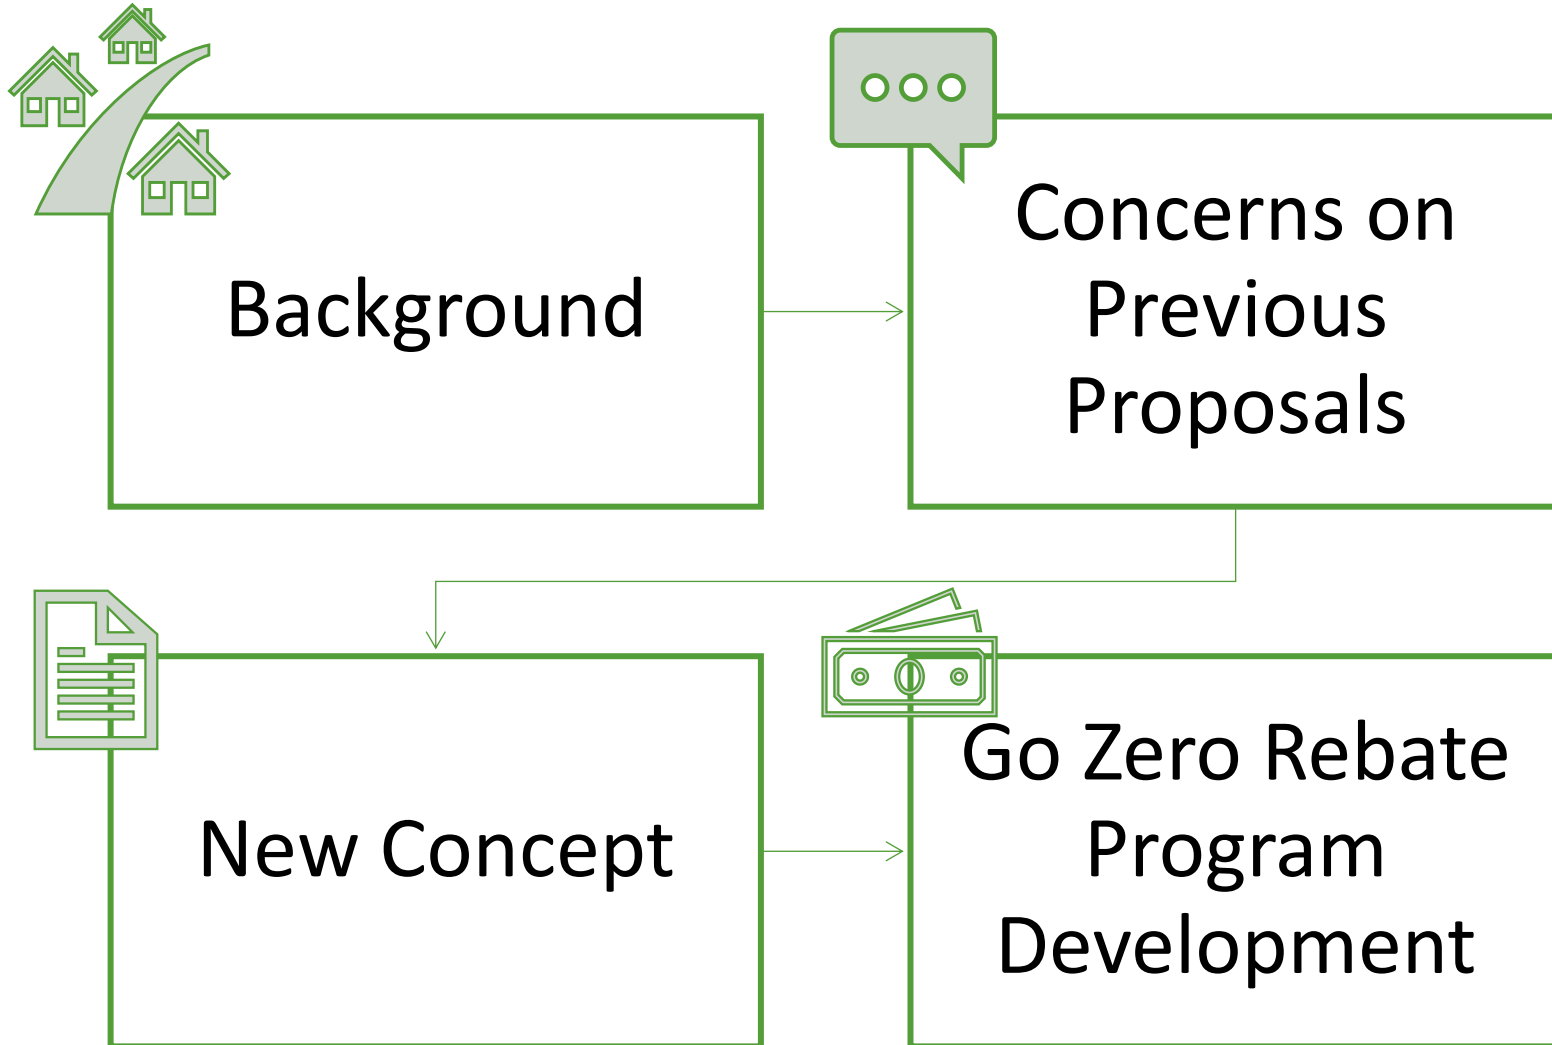 Background
Concerns on
Previous
Proposals
New Concept
Go Zero Rebate
Program
Development